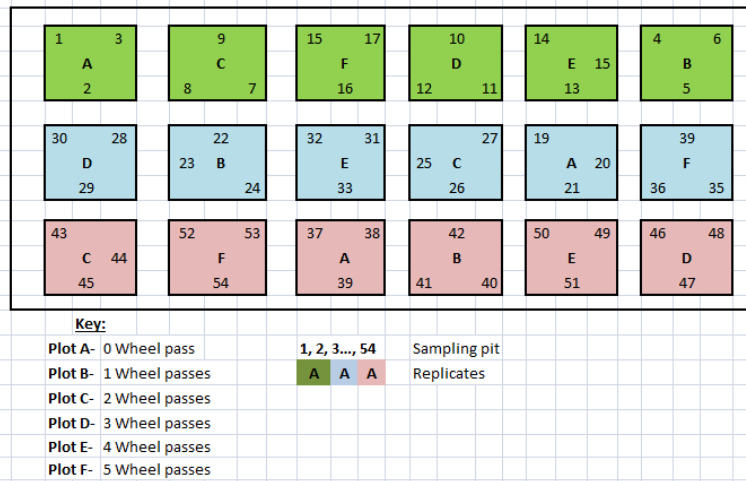 1 3 9 15 17 10 14 4 6
A C F D E 15 B
2 8 7 16 12 11 13 5
30 28 22 32 31 27 19 39
D 23 B E 25 C A 20 F
29 24 33 26 21 36 35
43 52 53 37 38 42 50 49 46 48
C 44 F A B E D
45 54 39 41 40 51 47
Key:
Plot A- 0 Wheel pass 1, 2, 3..., 54 Sampling pit
Plot B- 1 Wheel passes A A A Replicates
Plot C- 2 Wheel passes
Plot D- 3 Wheel passes
Plot E- 4 Wheel passes
Plot F- 5 Wheel passes